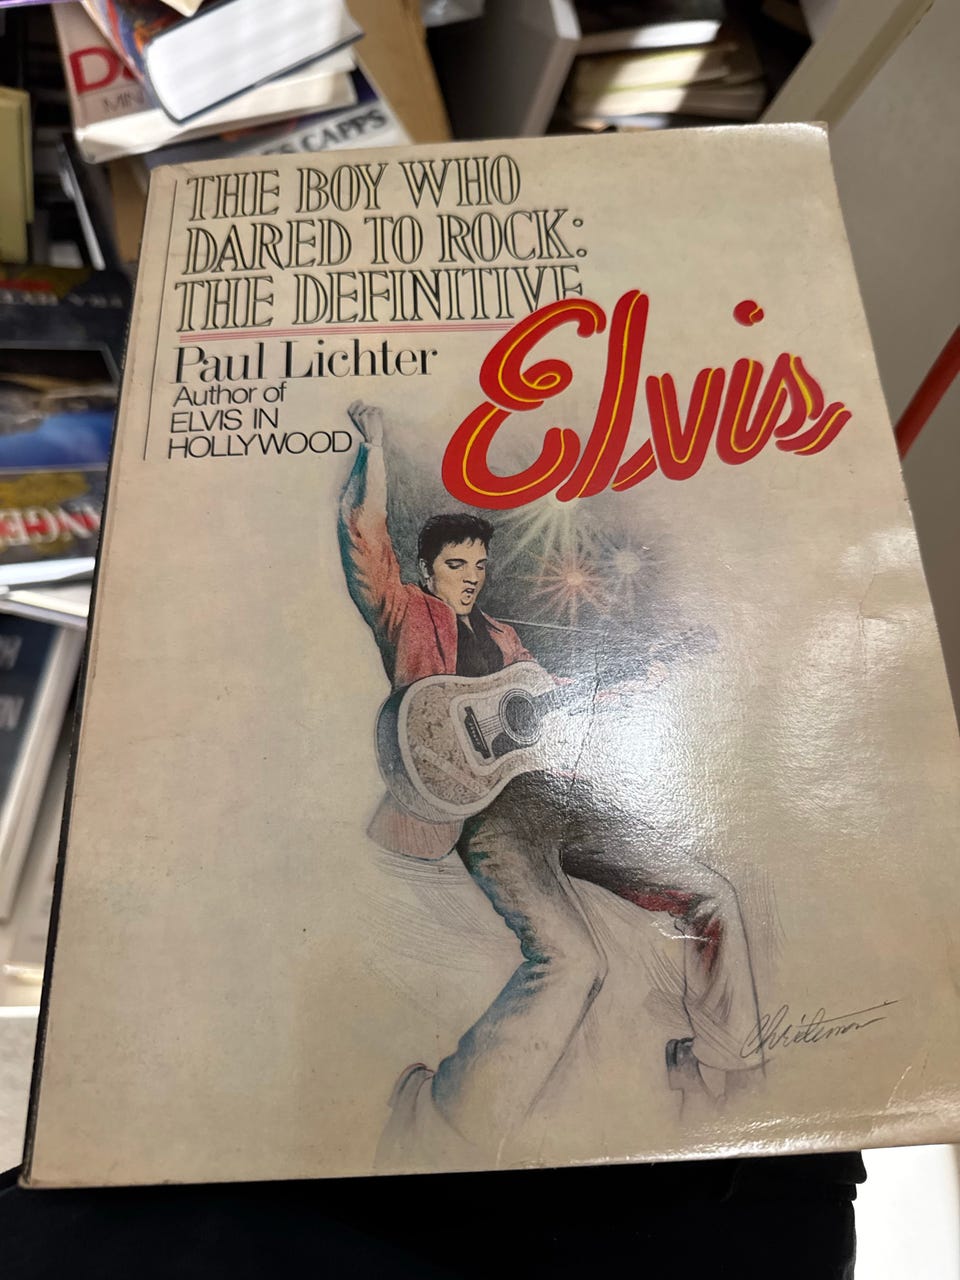 THE BOY WHO
DARED TO ROCK:
THE DEFINITIVE
Elvis
Paul Lichter
Author of
ELVIS IN
HOLLYWOOD
CAPPS